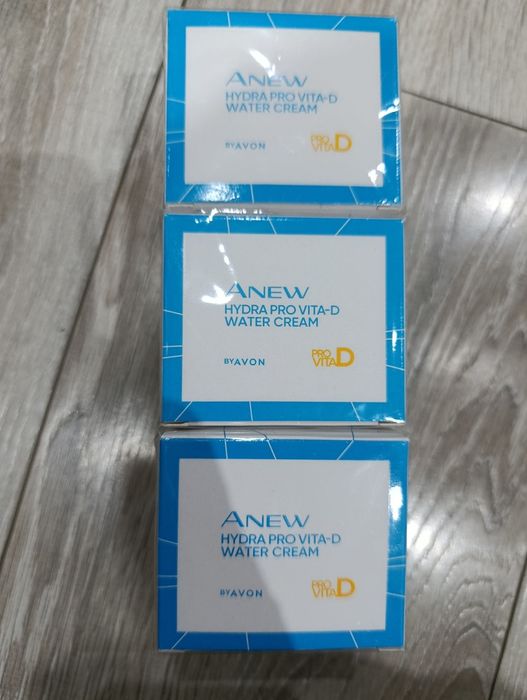 ANEW
HYDRA PRO VITA-D
WATER CREAM
BY AVON
PRO
VITA D
ANEW
HYDRA PRO VITA-D
WATER CREAM
BY AVON
PRO
VITA D
ANEW
HYDRA PRO VITA-D
WATER CREAM
BY AVON
PRO
VITA D